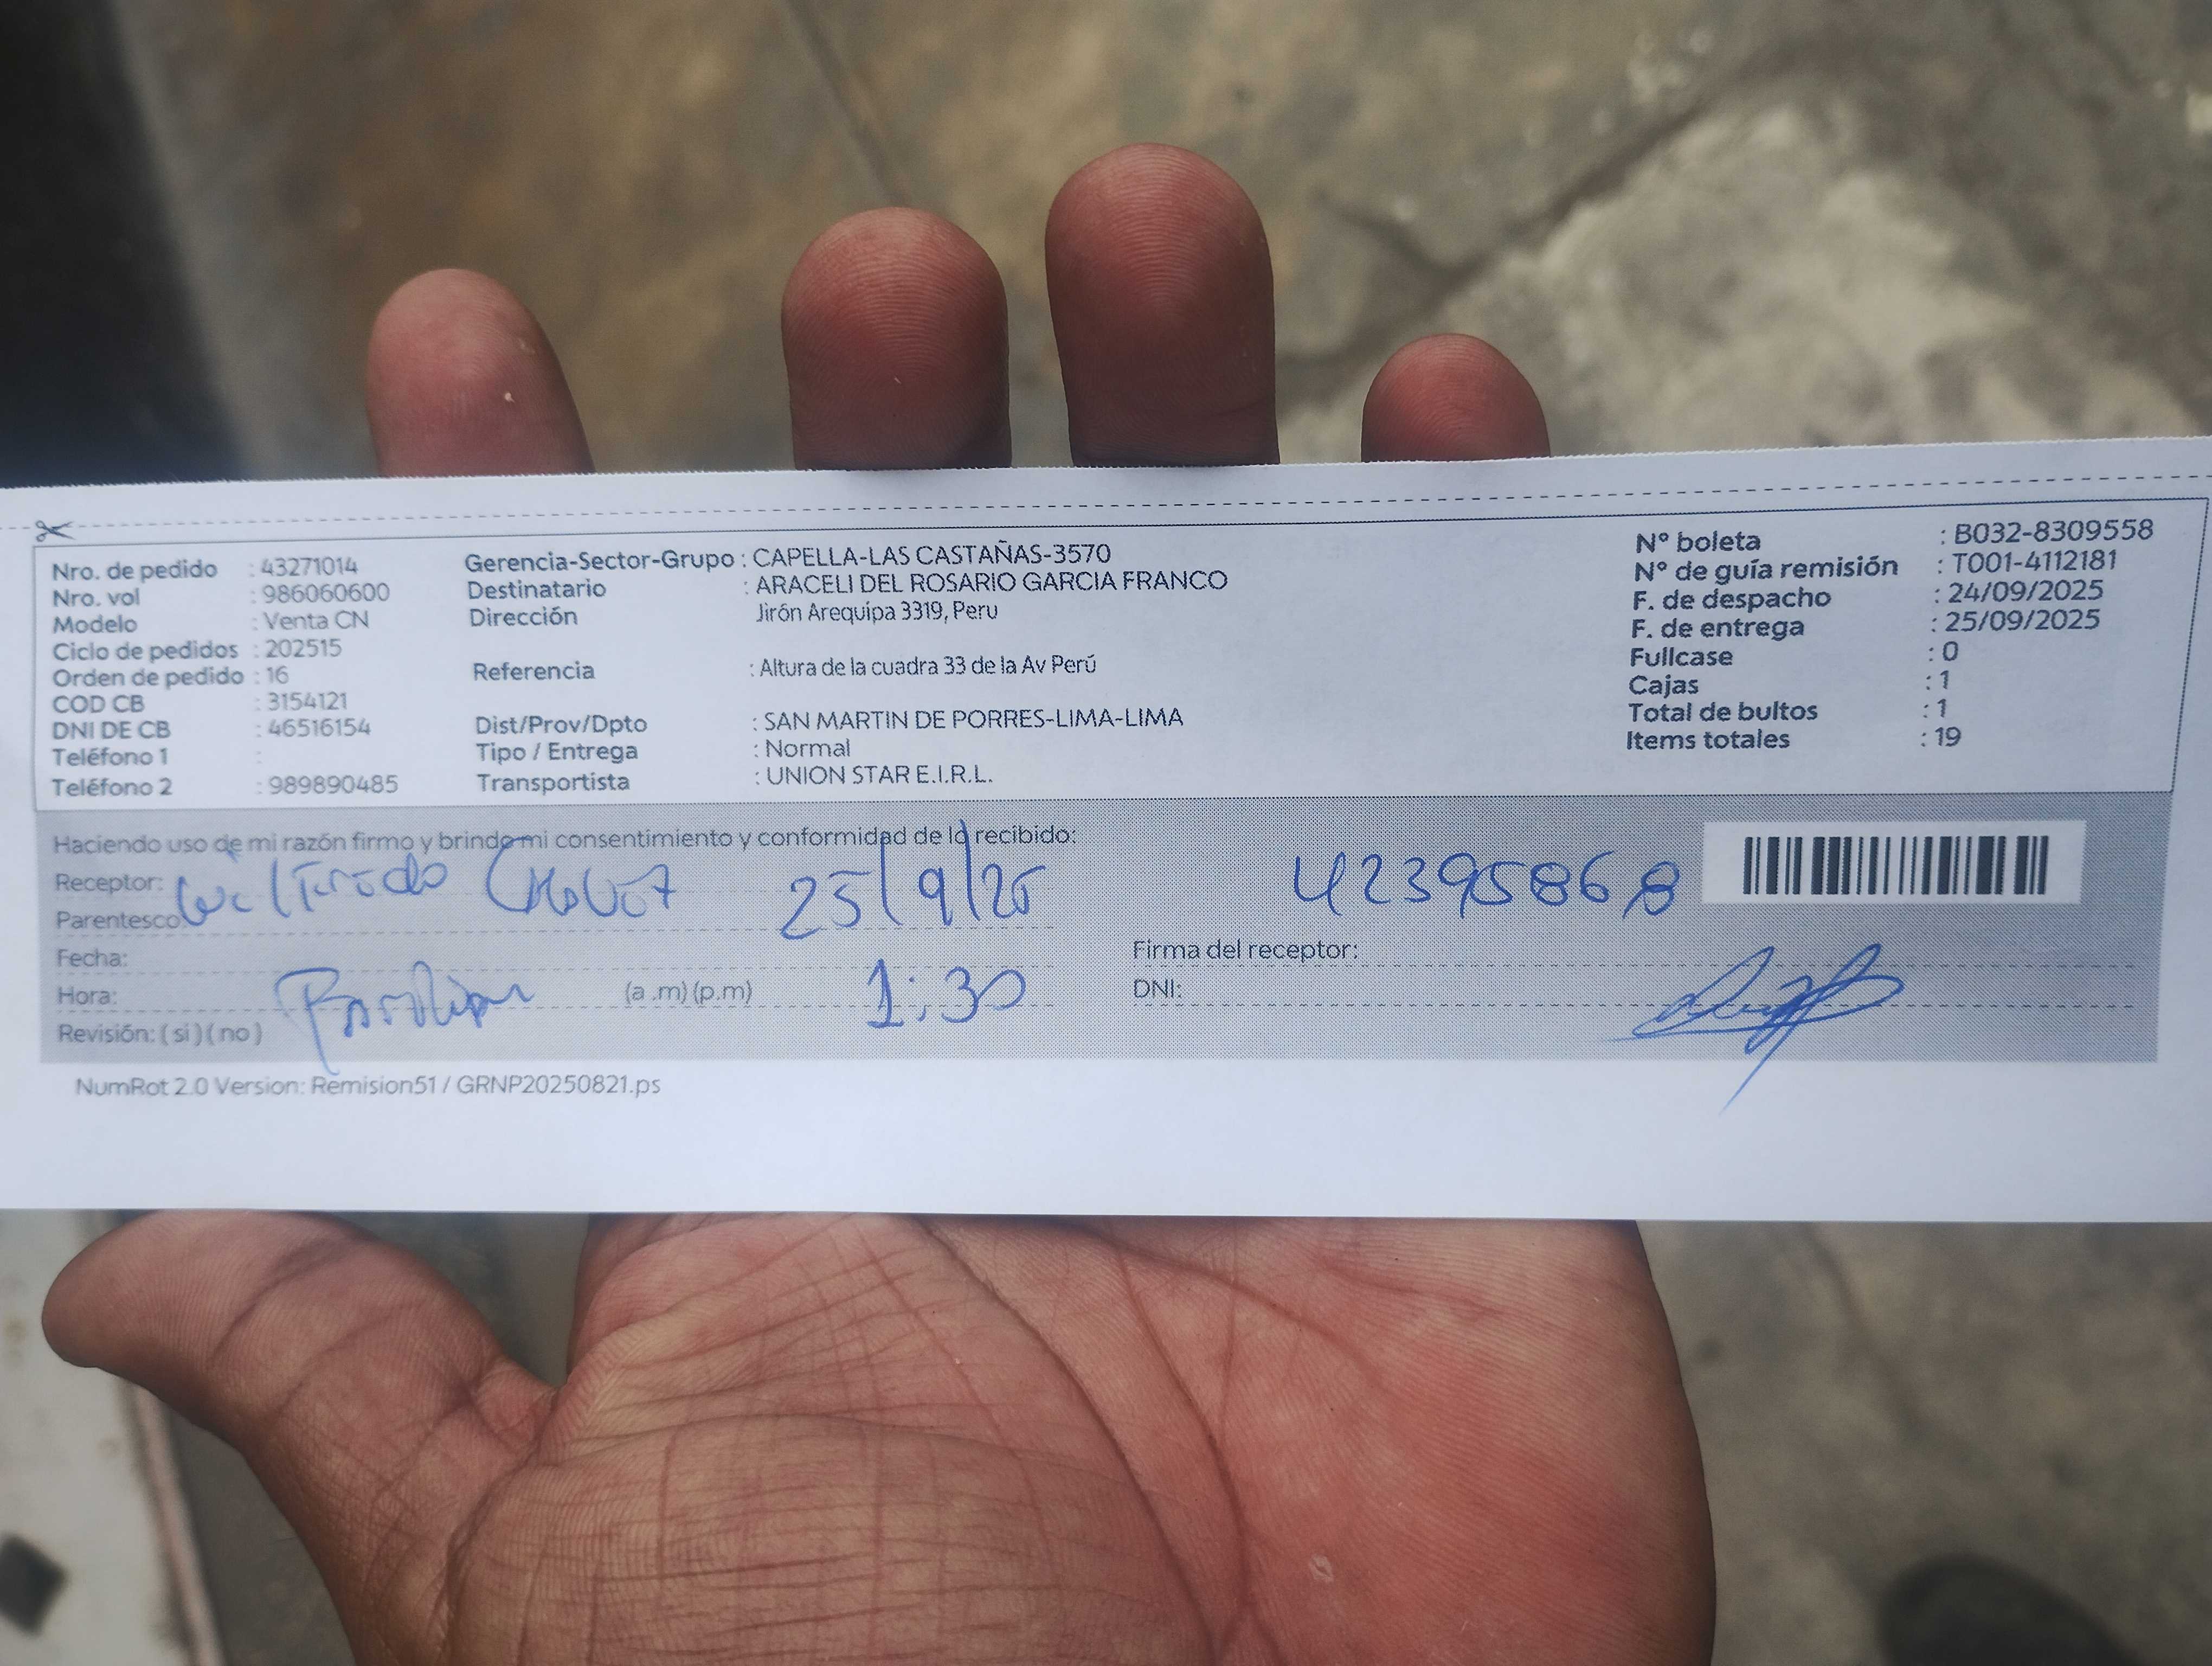 Nro. de pedido : 43271014
Nro. vol : 986060600
Modelo : Venta CN
Ciclo de pedidos : 202515
Orden de pedido : 16
COD CB : 3154121
DNI DE CB : 46516154
Teléfono 1 :
Teléfono 2 : 989890485
Gerencia-Sector-Grupo : CAPELLA-LAS CASTAÑAS-3570
Destinatario : ARACELI DEL ROSARIO GARCIA FRANCO
Dirección Jirón Arequipa 3319, Peru
Referencia : Altura de la cuadra 33 de la Av Perú
Dist/Prov/Dpto : SAN MARTIN DE PORRES-LIMA-LIMA
Tipo / Entrega : Normal
Transportista : UNION STAR E.I.R.L.
N° boleta : B032-8309558
N° de guía remisión : T001-4112181
F. de despacho : 24/09/2025
F. de entrega : 25/09/2025
Fullcase : 0
Cajas : 1
Total de bultos : 1
Items totales : 19
Haciendo uso de mi razón firmo y brindo mi consentimiento y conformidad de lo recibido:
Receptor:
Parentesco: 25/9/25 42395868
Fecha:
Hora: (a .m) (p.m) 1:30
Revisión: ( si ) ( no )
Firma del receptor:
DNI:
NumRot 2.0 Version: Remision51 / GRNP20250821.ps